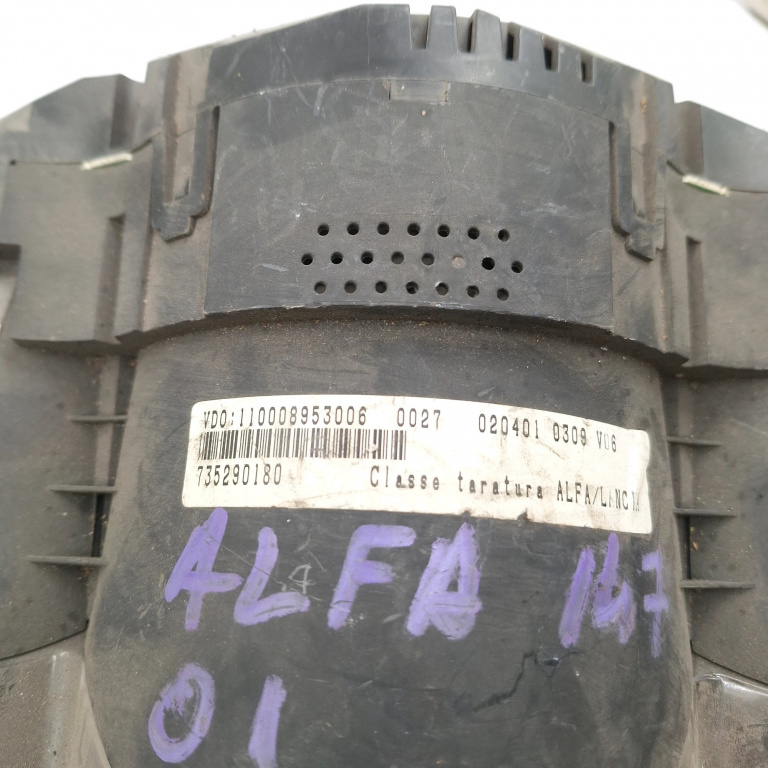 VDO:110008953006 0027 020401 0309 V06
735290180 Classe taratura ALFA/LANCIA
ALFA 147
01